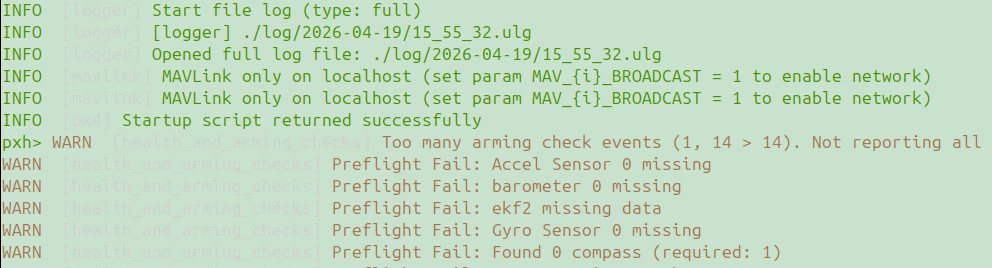 INFO  [logger] Start file log (type: full)
INFO  [logger] [logger] ./log/2026-04-19/15_55_32.ulg
INFO  [logger] Opened full log file: ./log/2026-04-19/15_55_32.ulg
INFO  [mavlink] MAVLink only on localhost (set param MAV_{i}_BROADCAST = 1 to enable network)
INFO  [mavlink] MAVLink only on localhost (set param MAV_{i}_BROADCAST = 1 to enable network)
INFO  [px4] Startup script returned successfully
pxh> WARN  [health_and_arming_checks] Too many arming check events (1, 14 > 14). Not reporting all
WARN  [health_and_arming_checks] Preflight Fail: Accel Sensor 0 missing
WARN  [health_and_arming_checks] Preflight Fail: barometer 0 missing
WARN  [health_and_arming_checks] Preflight Fail: ekf2 missing data
WARN  [health_and_arming_checks] Preflight Fail: Gyro Sensor 0 missing
WARN  [health_and_arming_checks] Preflight Fail: Found 0 compass (required: 1)